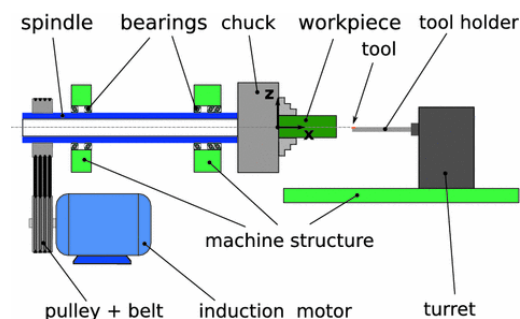 spindle
bearings
chuck
workpiece
tool holder
tool
z
x
machine structure
pulley + belt
induction motor
turret